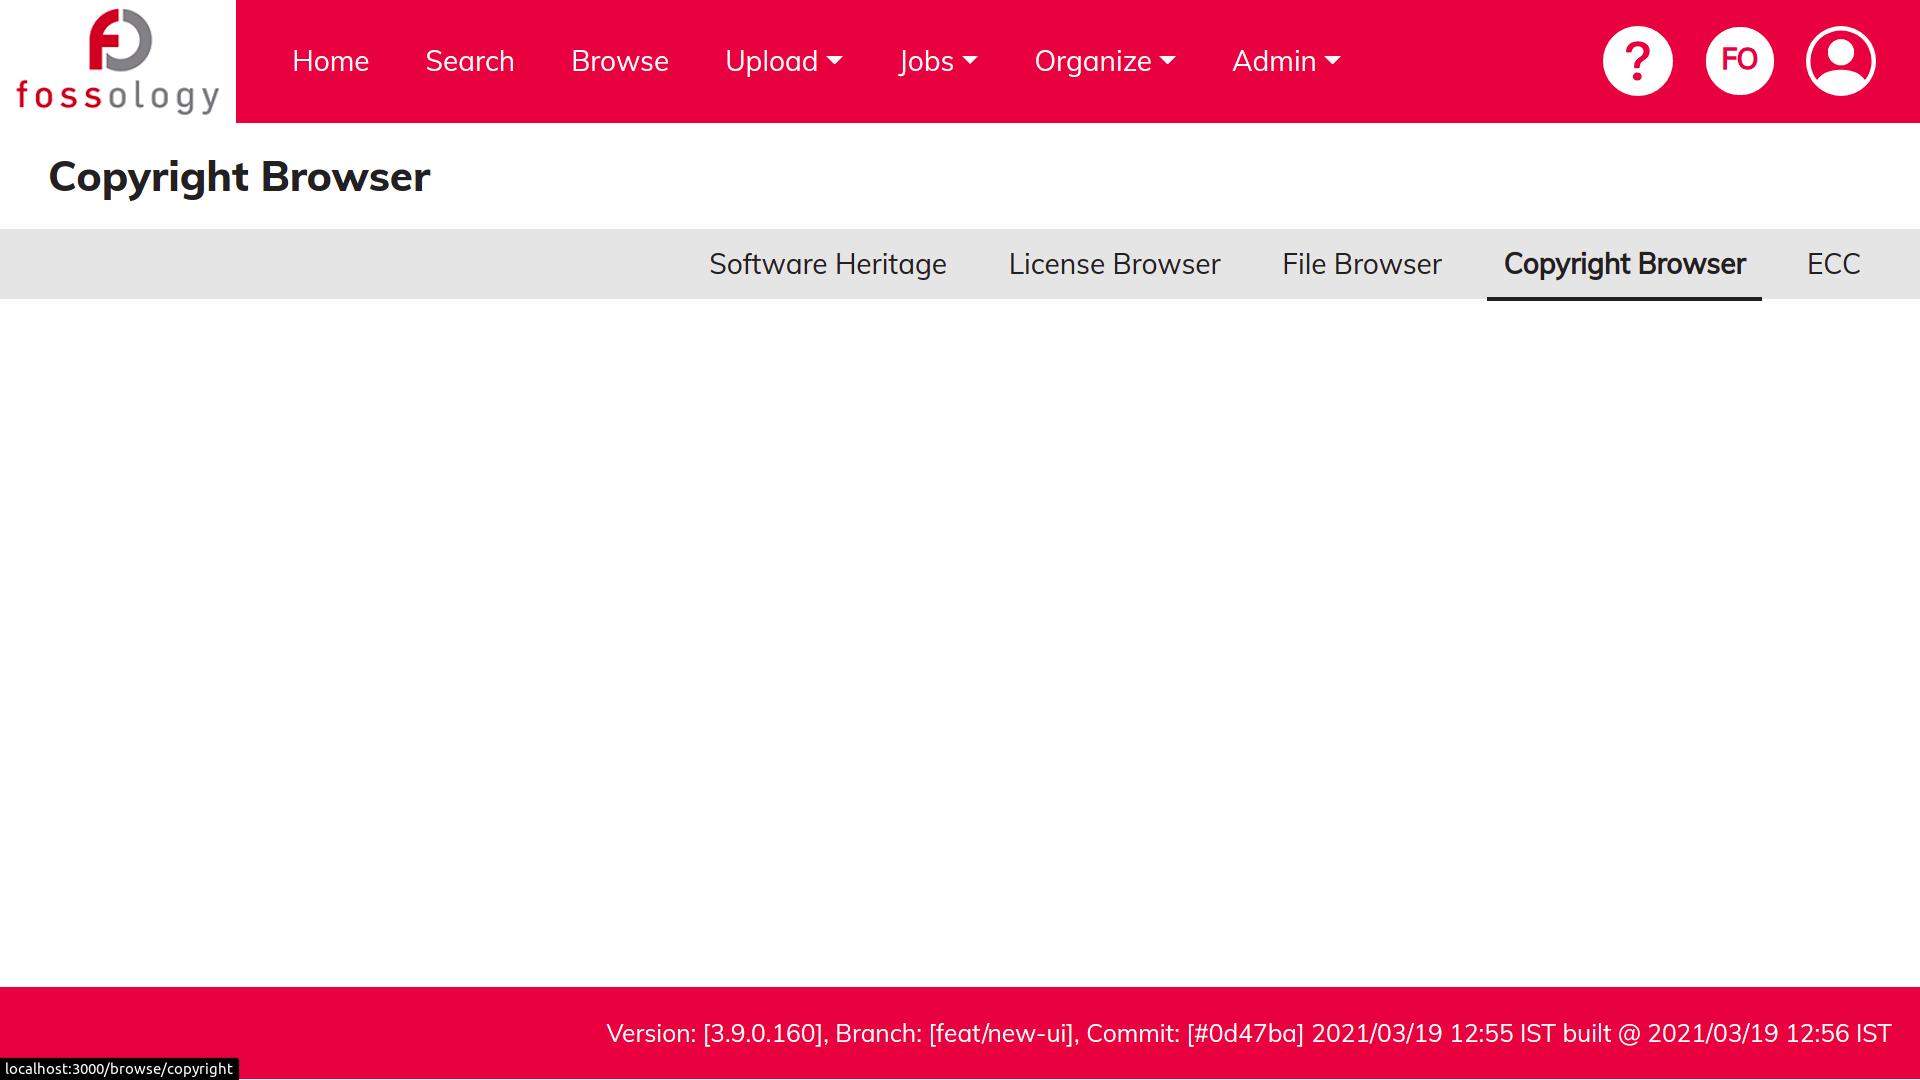 fossology
Home Search Browse Upload Jobs Organize Admin ? FO
Copyright Browser
Software Heritage License Browser File Browser Copyright Browser ECC
Version: [3.9.0.160], Branch: [feat/new-ui], Commit: [#0d47ba] 2021/03/19 12:55 IST built @ 2021/03/19 12:56 IST
localhost:3000/browse/copyright